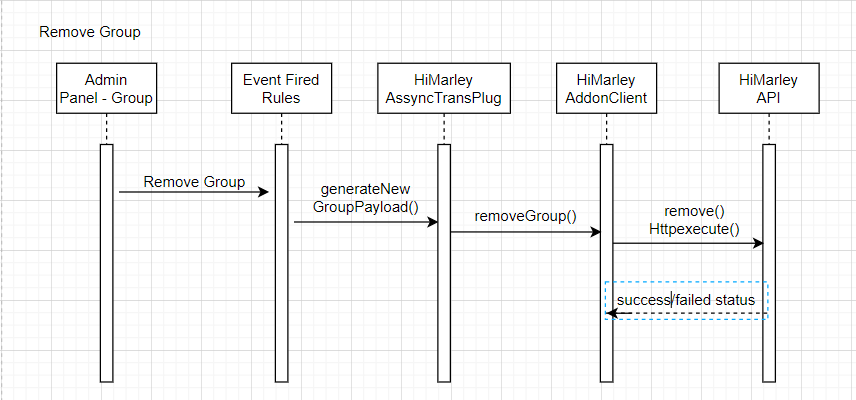 Remove Group
Admin
Panel - Group
Event Fired
Rules
HiMarley
AssyncTransPlug
HiMarley
AddonClient
HiMarley
API
Remove Group
generateNew
GroupPayload()
removeGroup()
remove()
Httpexecute()
success/failed status